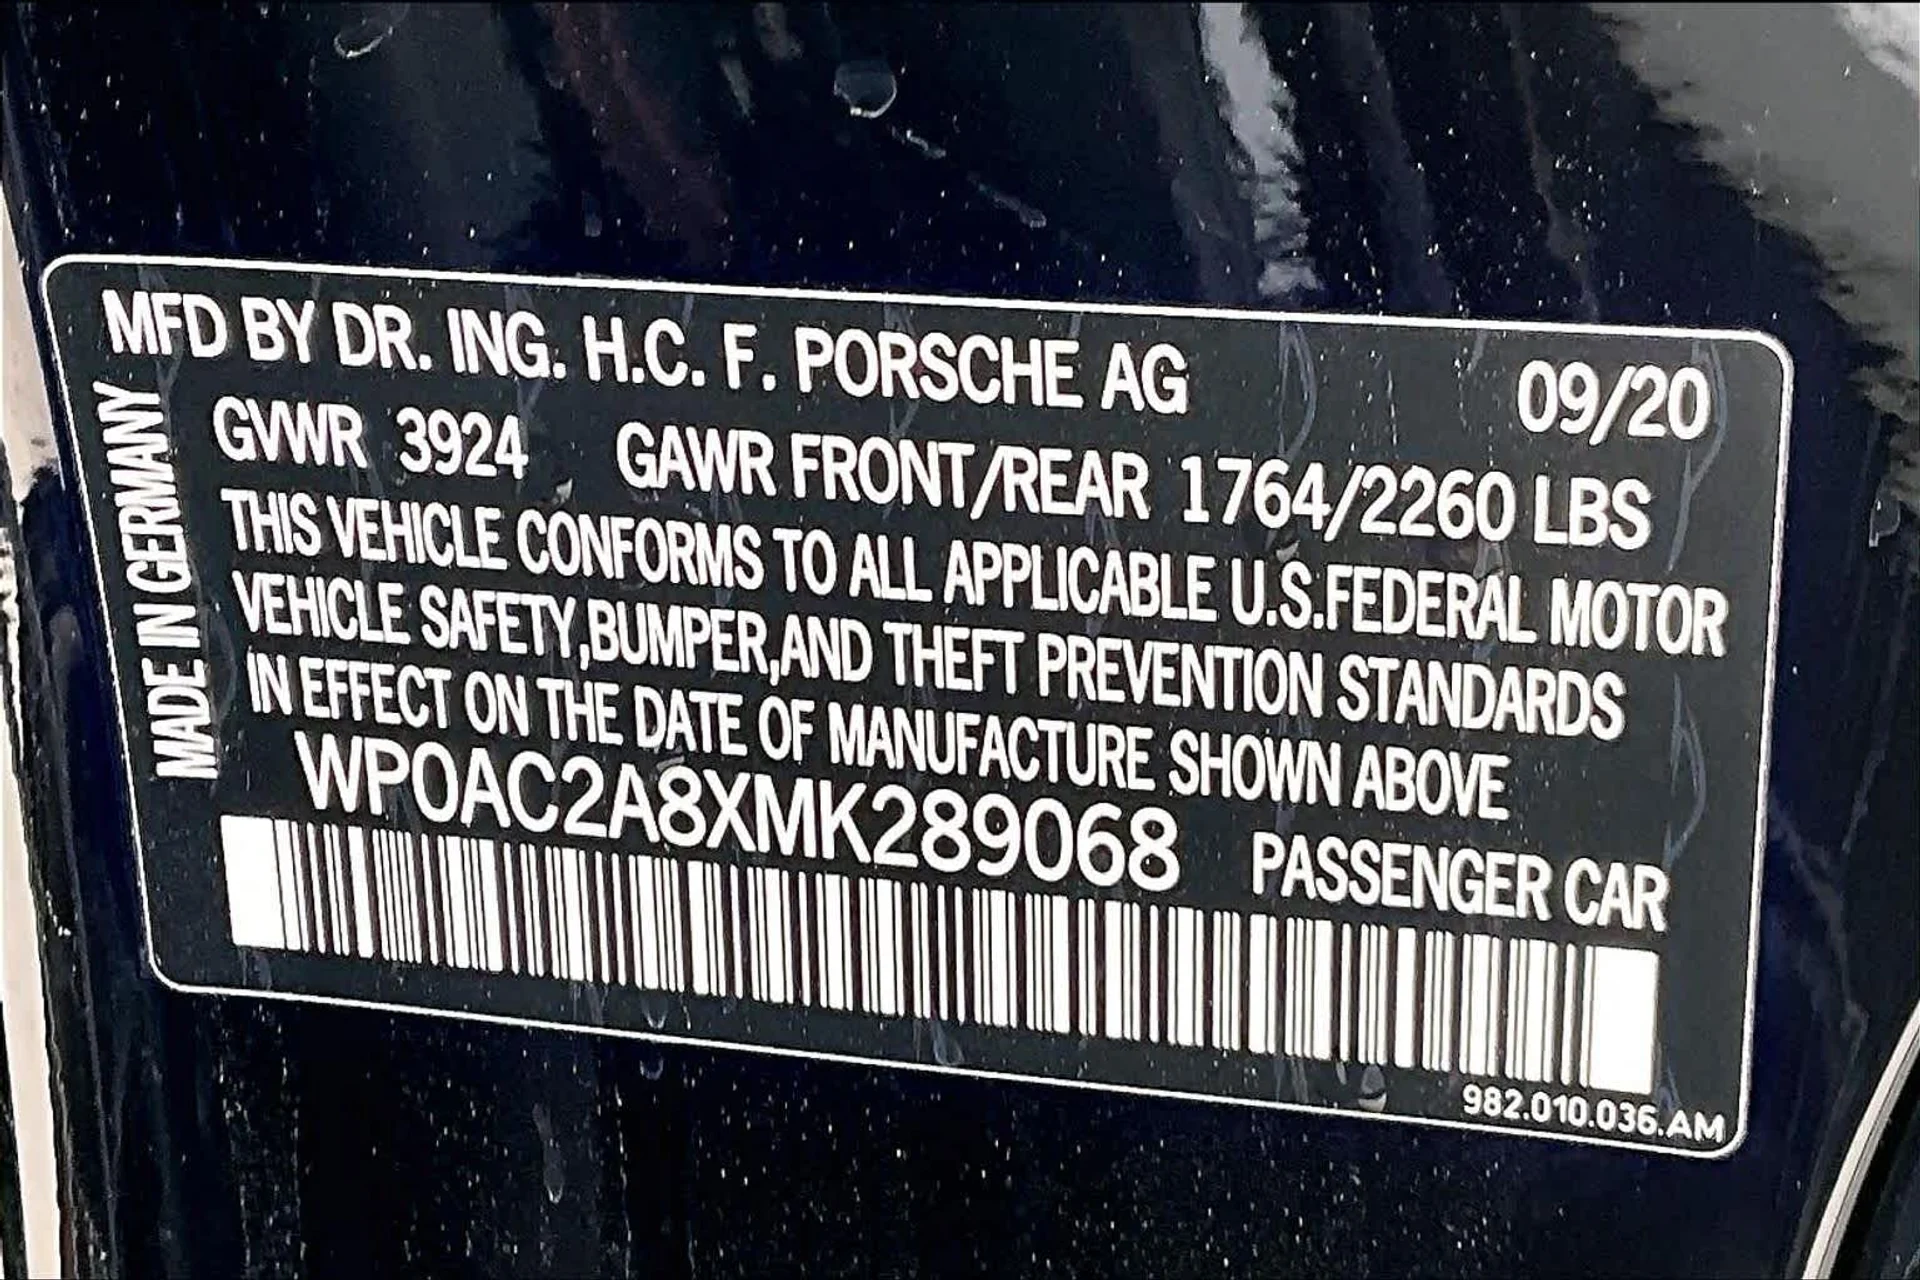 MFD BY DR. ING. H.C. F. PORSCHE AG 09/20
GVWR 3924 GAWR FRONT/REAR 1764/2260 LBS
THIS VEHICLE CONFORMS TO ALL APPLICABLE U.S.FEDERAL MOTOR
VEHICLE SAFETY,BUMPER,AND THEFT PREVENTION STANDARDS
IN EFFECT ON THE DATE OF MANUFACTURE SHOWN ABOVE
WP0AC2A8XMK289068 PASSENGER CAR
982.010.036.AM
MADE IN GERMANY